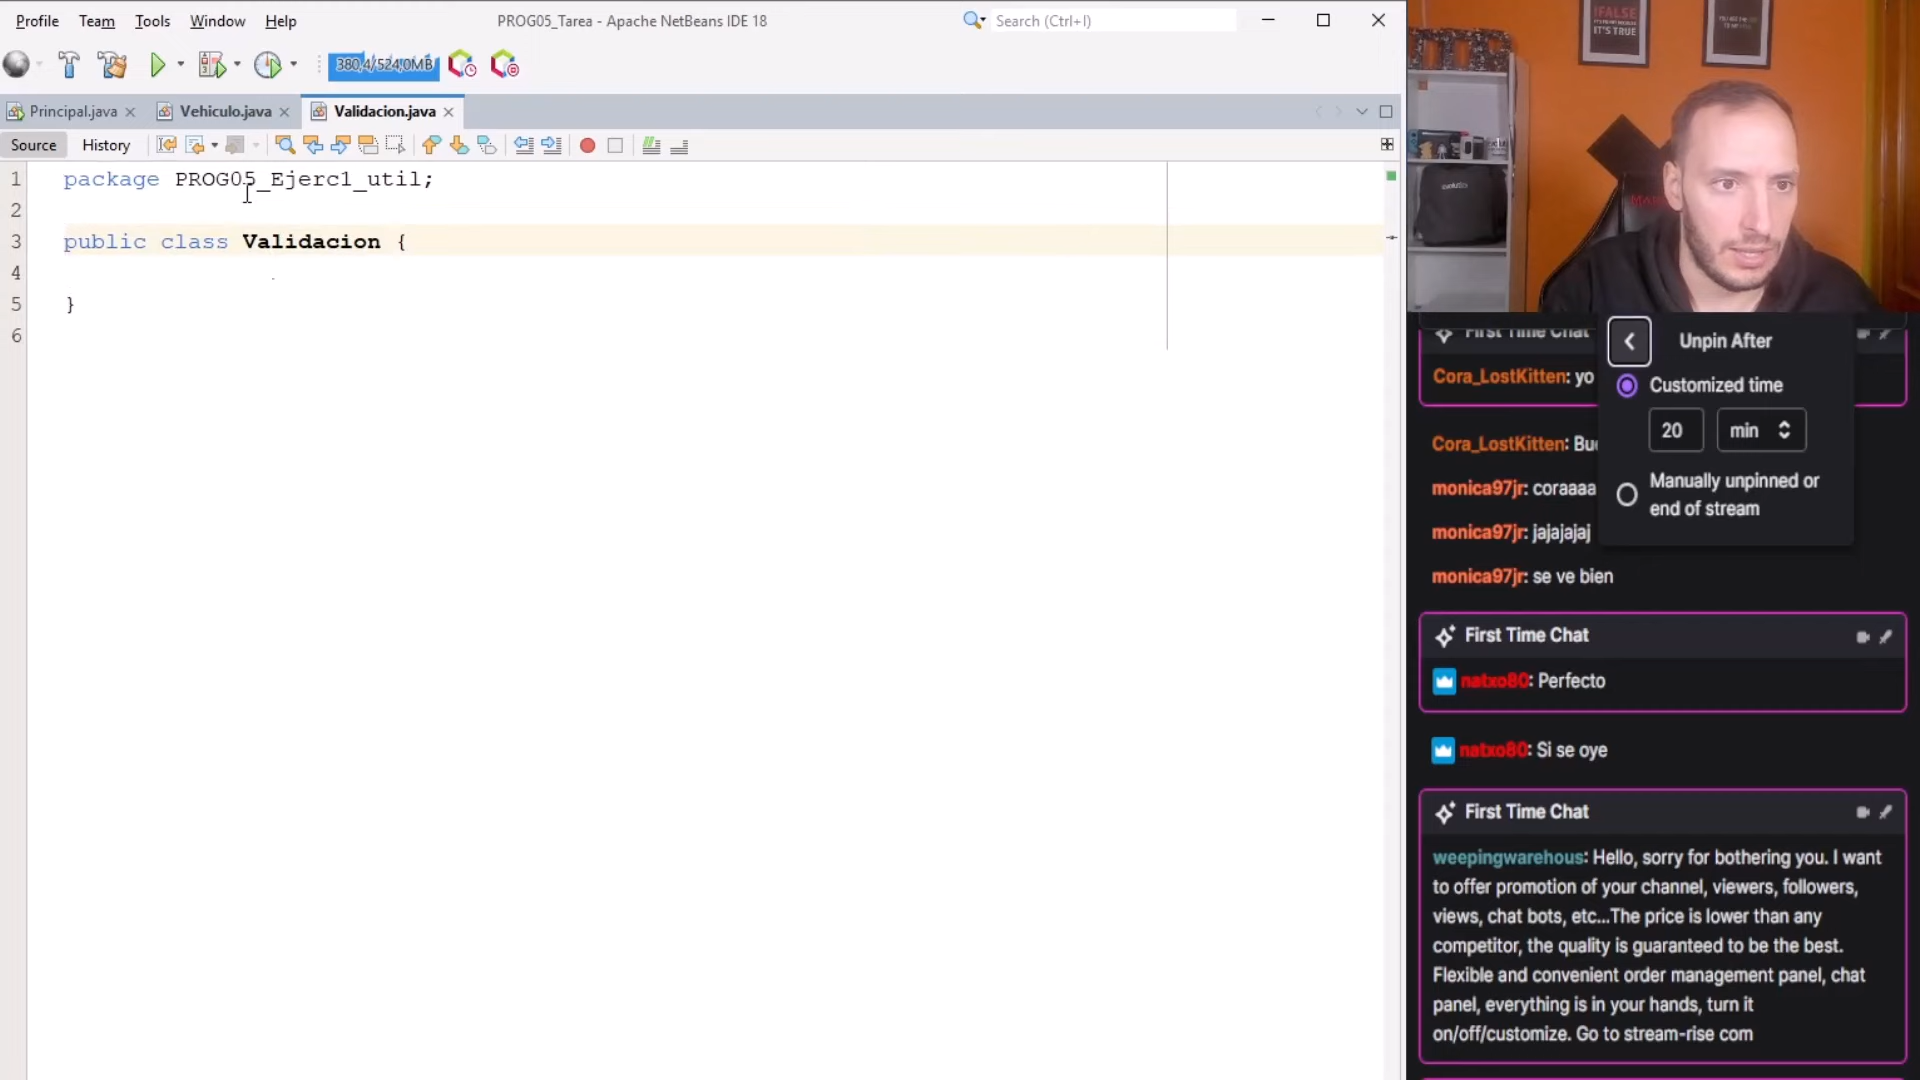 Profile Team Tools Window Help
PROG05_Tarea - Apache NetBeans IDE 18
Search (Ctrl+I)
380,4/524,0MB
Principal.java
Vehiculo.java
Validacion.java
Source
History
1 package PROG05_Ejerc1_util;
2
3 public class Validacion {
4
5 }
6
!FALSE
IT'S TRUE
First Time Chat
Cora_LostKitten: yo
Unpin After
Customized time
20 min
Manually unpinned or
end of stream
Cora_LostKitten: Bu
monica97jr: coraaaa
monica97jr: jajajajaj
monica97jr: se ve bien
First Time Chat
natxo80: Perfecto
natxo80: Si se oye
First Time Chat
weepingwarehous: Hello, sorry for bothering you. I want
to offer promotion of your channel, viewers, followers,
views, chat bots, etc...The price is lower than any
competitor, the quality is guaranteed to be the best.
Flexible and convenient order management panel, chat
panel, everything is in your hands, turn it
on/off/customize. Go to stream-rise com